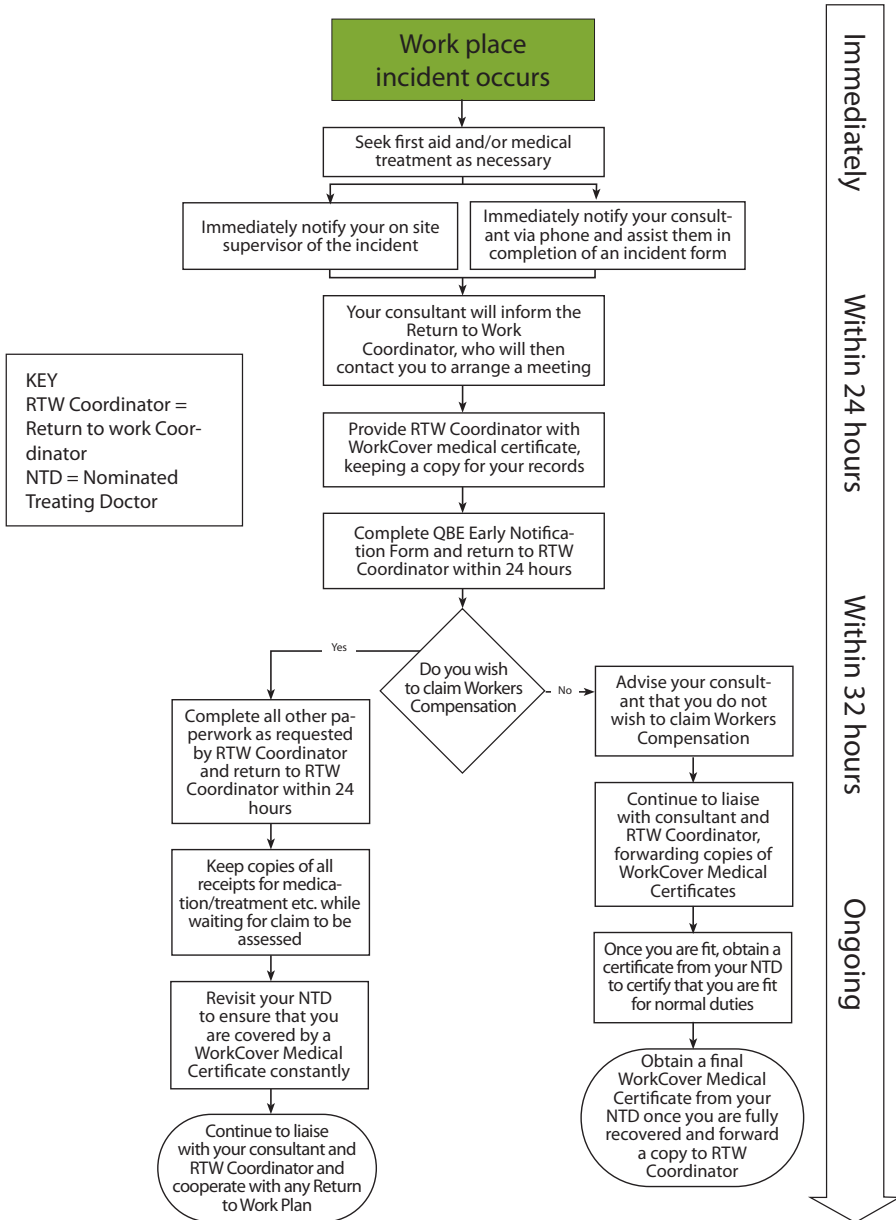 Work place
incident occurs
Seek first aid and/or medical
treatment as necessary
Immediately notify your on site
supervisor of the incident
Immediately notify your consult-
ant via phone and assist them in
completion of an incident form
Your consultant will inform the
Return to Work
Coordinator, who will then
contact you to arrange a meeting
KEY
RTW Coordinator =
Return to work Coor-
dinator
NTD = Nominated
Treating Doctor
Provide RTW Coordinator with
WorkCover medical certificate,
keeping a copy for your records
Complete QBE Early Notifica-
tion Form and return to RTW
Coordinator within 24 hours
Do you wish
to claim Workers
Compensation
Yes
No
Complete all other pa-
perwork as requested
by RTW Coordinator
and return to RTW
Coordinator within 24
hours
Keep copies of all
receipts for medica-
tion/treatment etc. while
waiting for claim to be
assessed
Revisit your NTD
to ensure that you
are covered by a
WorkCover Medical
Certificate constantly
Continue to liaise
with your consultant and
RTW Coordinator and
cooperate with any Return
to Work Plan
Advise your consult-
ant that you do not
wish to claim Workers
Compensation
Continue to liaise
with consultant and
RTW Coordinator,
forwarding copies of
WorkCover Medical
Certificates
Once you are fit, obtain a
certificate from your NTD
to certify that you are fit
for normal duties
Obtain a final
WorkCover Medical
Certificate from your
NTD once you are fully
recovered and forward
a copy to RTW
Coordinator
Immediately
Within 24 hours
Within 32 hours
Ongoing